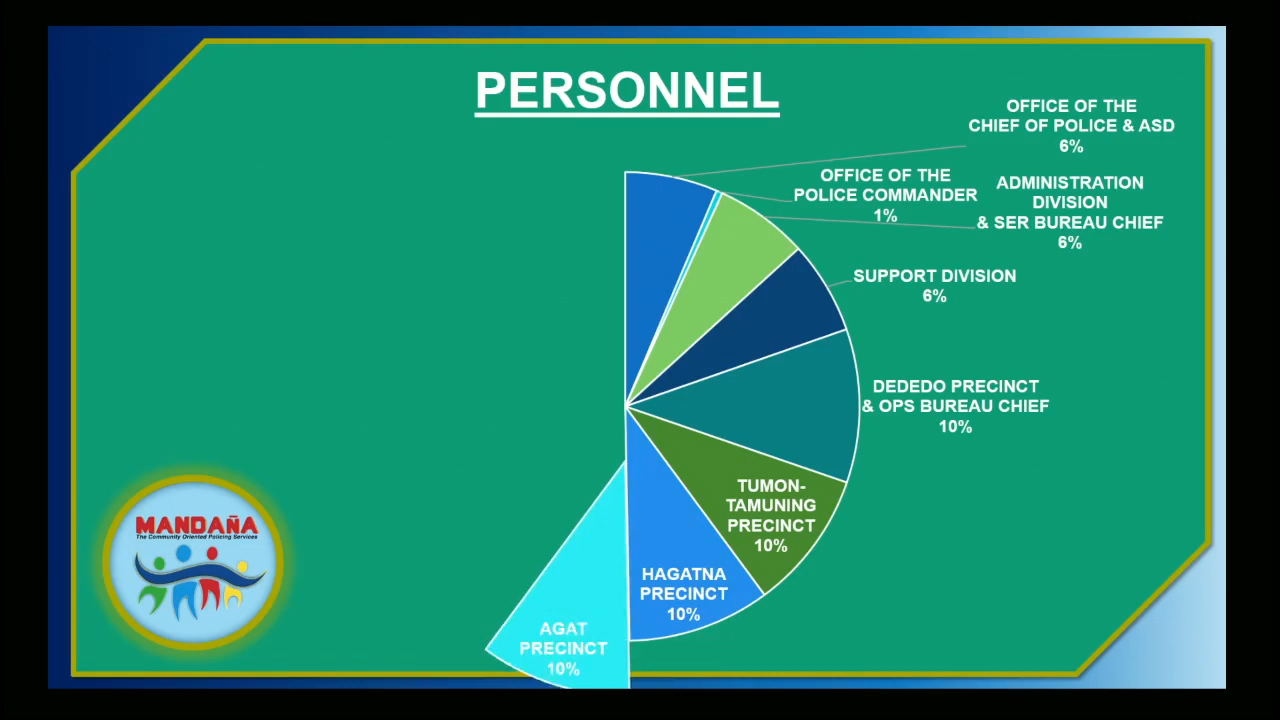 PERSONNEL
OFFICE OF THE
CHIEF OF POLICE & ASD
6%
OFFICE OF THE
POLICE COMMANDER
1%
ADMINISTRATION
DIVISION
& SER BUREAU CHIEF
6%
SUPPORT DIVISION
6%
DEDEDO PRECINCT
& OPS BUREAU CHIEF
10%
TUMON-
TAMUNING
PRECINCT
10%
HAGATNA
PRECINCT
10%
AGAT
PRECINCT
10%
MANDAÑA
The Community Oriented Policing Services